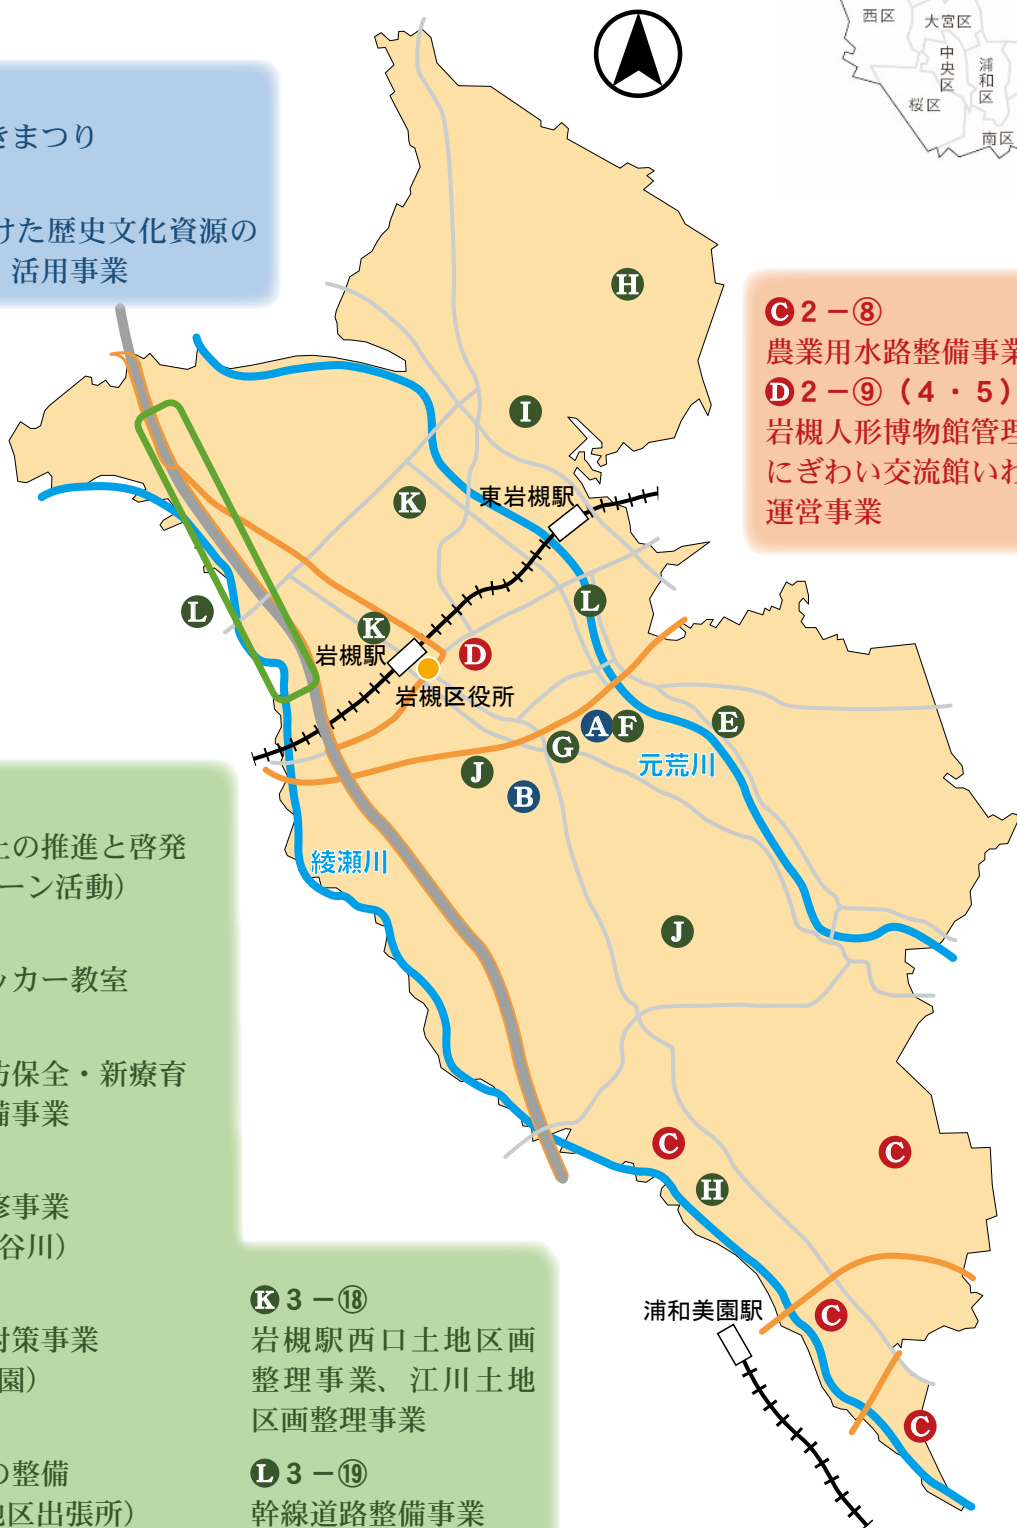 西区
大宮区
中央区
浦和区
桜区
南区
きまつり
けた歴史文化資源の
活用事業
H
C 2－⑧
農業用水路整備事業
D 2－⑨（4・5）
岩槻人形博物館管理
にぎわい交流館いわ
運営事業
I
K
東岩槻駅
L
L
K
岩槻駅
D
岩槻区役所
A
F
E
G
元荒川
J
B
綾瀬川
J
C
C
H
浦和美園駅
C
C
止の推進と啓発
ーン活動）
ッカー教室
防保全・新療育
備事業
修事業
谷川）
対策事業
園）
の整備
地区出張所）
K 3－⑱
岩槻駅西口土地区画
整理事業、江川土地
区画整理事業
L 3－⑲
幹線道路整備事業